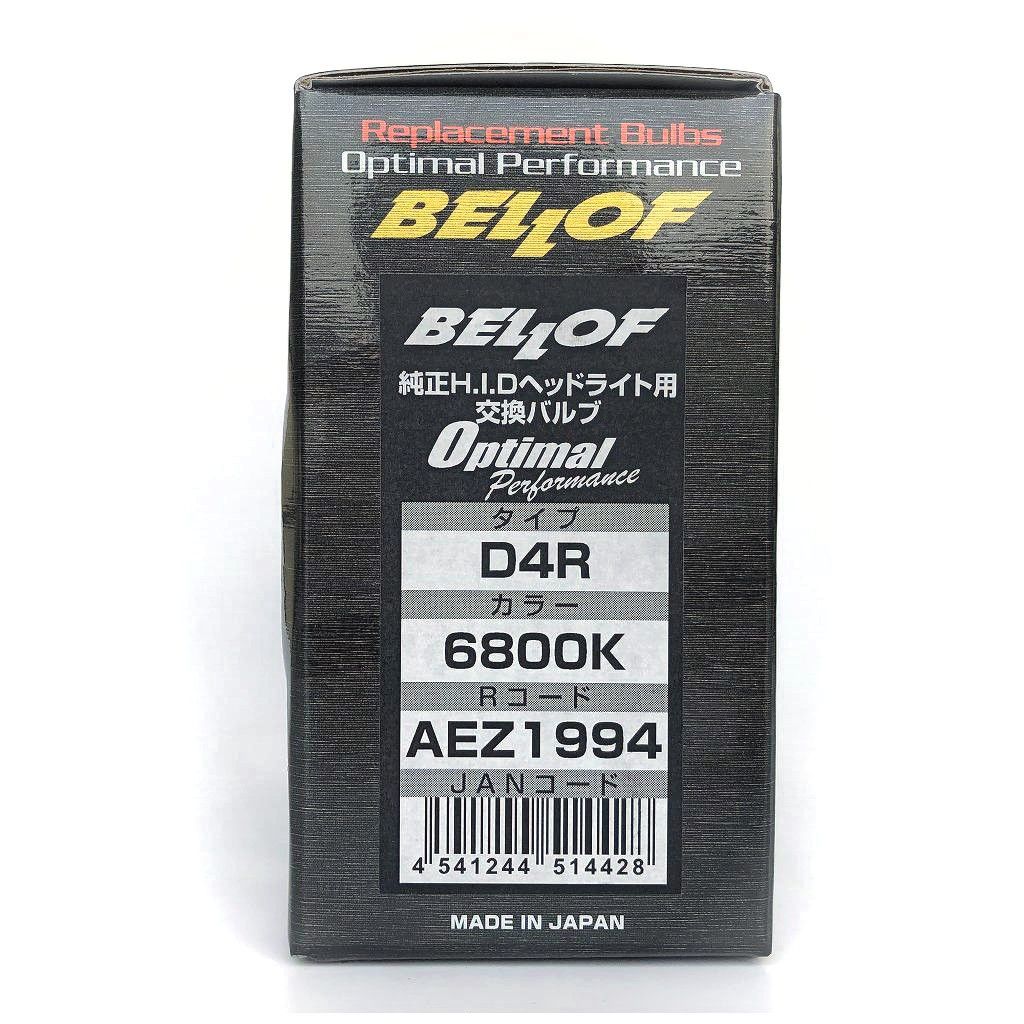 Replacement Bulbs
Optimal Performance
BELLOF
BELLOF
純正H.I.Dヘッドライト用
交換バルブ
Optimal
Performance
タイプ
D4R
カラー
6800K
Rコード
AEZ1994
JANコード
4 541244 514428
MADE IN JAPAN